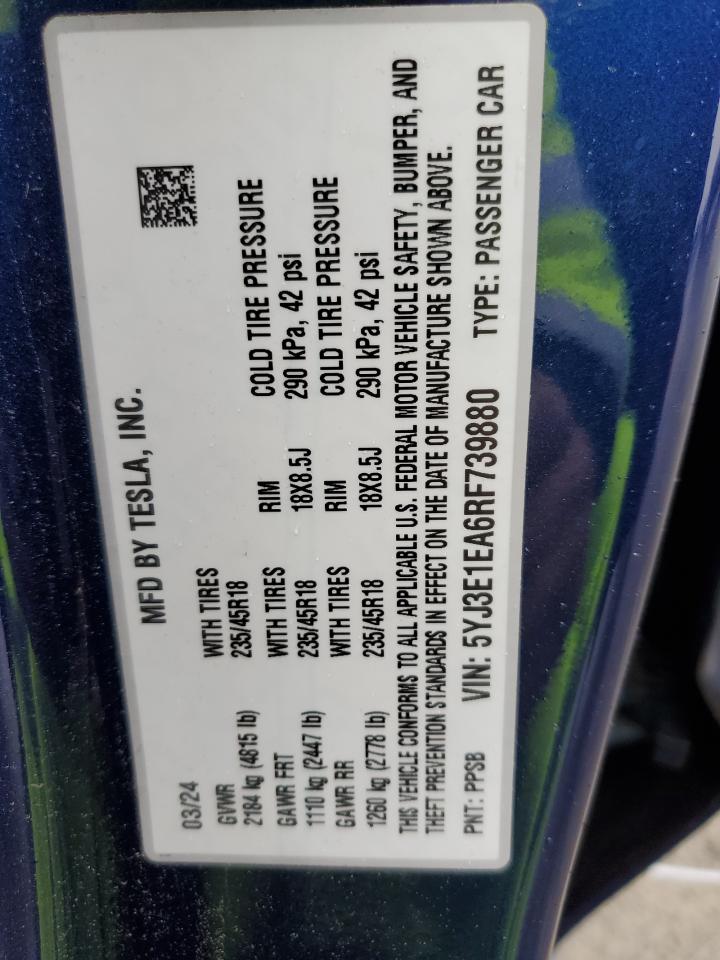 MFD BY TESLA, INC.
03/24
GVWR WITH TIRES
2184 kg (4815 lb) 235/45R18 RIM COLD TIRE PRESSURE
GAWR FRT WITH TIRES 18X8.5J 290 kPa, 42 psi
1110 kg (2447 lb) 235/45R18 RIM COLD TIRE PRESSURE
GAWR RR WITH TIRES 18X8.5J 290 kPa, 42 psi
1260 kg (2778 lb) 235/45R18
THIS VEHICLE CONFORMS TO ALL APPLICABLE U.S. FEDERAL MOTOR VEHICLE SAFETY, BUMPER, AND
THEFT PREVENTION STANDARDS IN EFFECT ON THE DATE OF MANUFACTURE SHOWN ABOVE.
PNT: PPSB VIN: 5YJ3E1EA6RF739880 TYPE: PASSENGER CAR